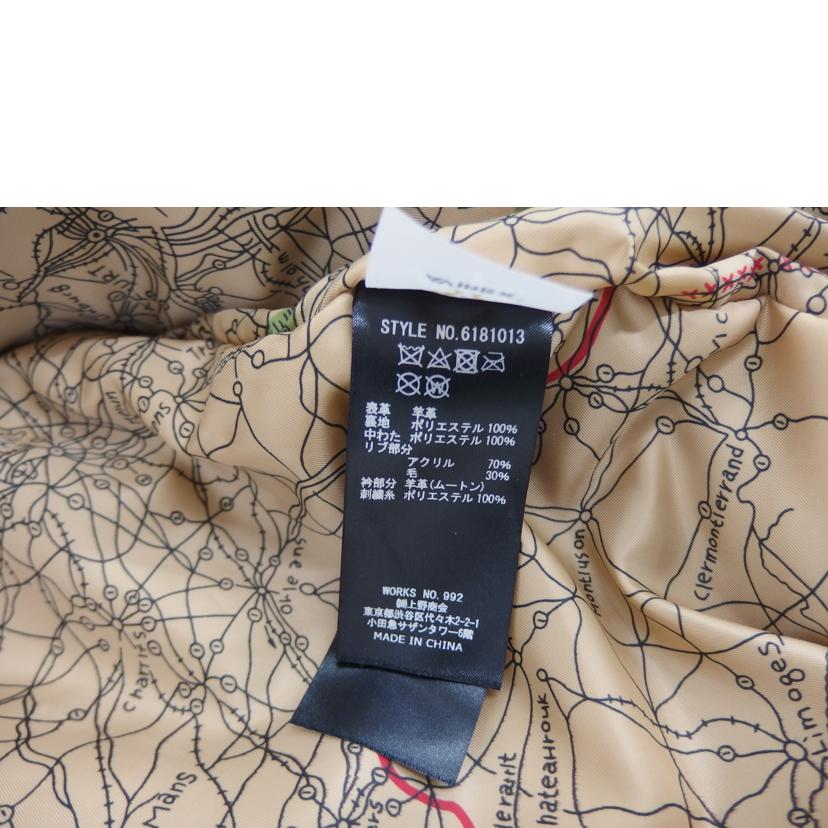 STYLE NO.6181013
表革 羊革
裏地 ポリエステル 100%
中わた ポリエステル 100%
リブ部分
アクリル 70%
毛 30%
衿部分 羊革(ムートン)
刺繍糸 ポリエステル 100%
WORKS NO. 992
㈱上野商会
東京都渋谷区代々木2-2-1
小田急サザンタワー6階
MADE IN CHINA
Clermontferrand
montluson
Orleans
Chartres
Limoges
Mans